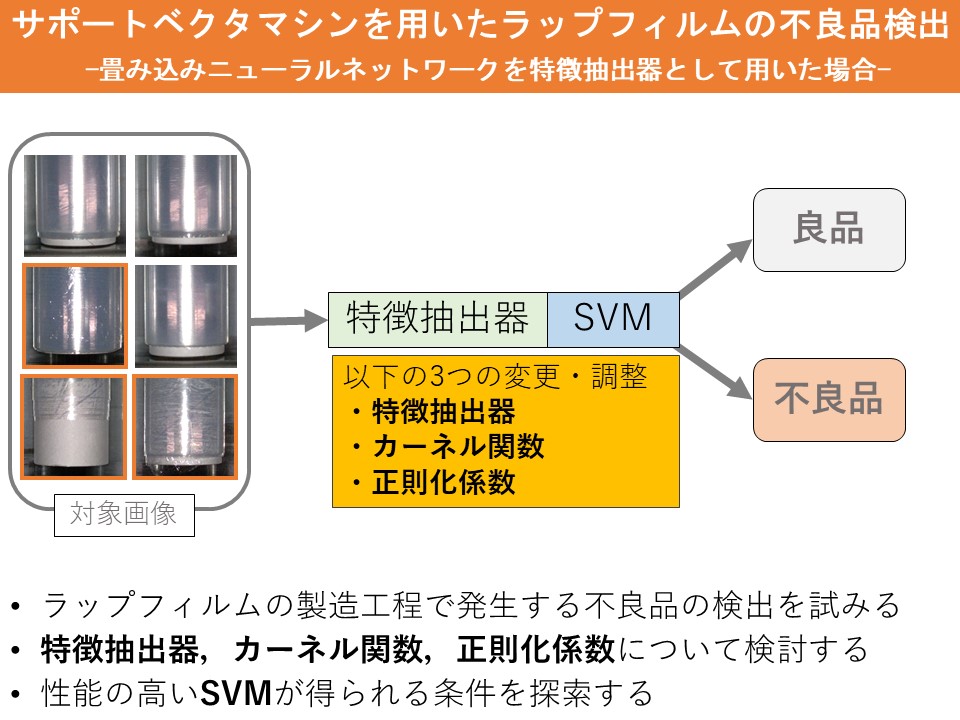 サポートベクタマシンを用いたラップフィルムの不良品検出
-畳み込みニューラルネットワークを特徴抽出器として用いた場合-
対象画像
特徴抽出器
SVM
以下の3つの変更・調整
・特徴抽出器
・カーネル関数
・正則化係数
良品
不良品
• ラップフィルムの製造工程で発生する不良品の検出を試みる
• 特徴抽出器，カーネル関数，正則化係数について検討する
• 性能の高いSVMが得られる条件を探索する